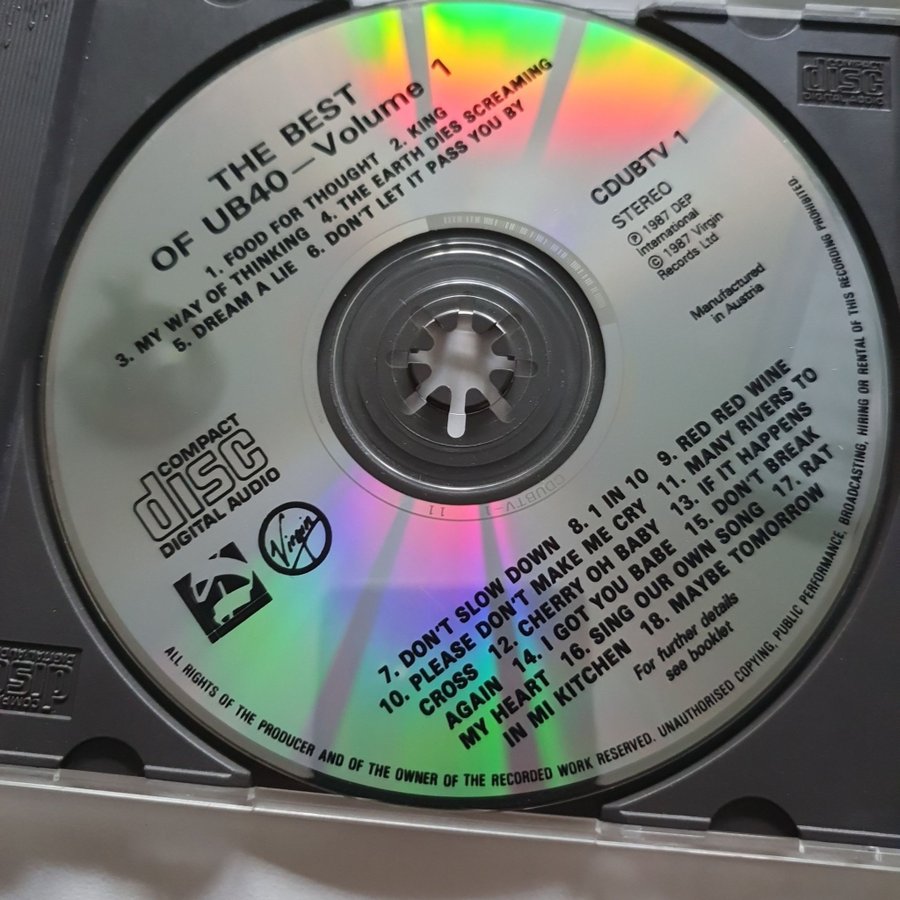 THE BEST
OF UB40 — Volume 1
1. FOOD FOR THOUGHT 2. KING
3. MY WAY OF THINKING 4. THE EARTH DIES SCREAMING
5. DREAM A LIE 6. DON'T LET IT PASS YOU BY
CDUBTV 1
STEREO
Ⓟ 1987 DEP
International
© 1987 Virgin
Records Ltd
Manufactured
in Austria
COMPACT
disc
DIGITAL AUDIO
Virgin
7. DON'T SLOW DOWN 8. 1 IN 10 9. RED RED WINE
10. PLEASE DON'T MAKE ME CRY 11. MANY RIVERS TO
CROSS 12. CHERRY OH BABY 13. IF IT HAPPENS
AGAIN 14. I GOT YOU BABE 15. DON'T BREAK
MY HEART 16. SING OUR OWN SONG 17. RAT
IN MI KITCHEN 18. MAYBE TOMORROW
For further details
see booklet
ALL RIGHTS OF THE PRODUCER AND OF THE OWNER OF THE RECORDED WORK RESERVED. UNAUTHORISED COPYING, PUBLIC PERFORMANCE, BROADCASTING, HIRING OR RENTAL OF THIS RECORDING PROHIBITED.
CDUBTV-1 11
COMPACT
disc
DIGITAL AUDIO
COMPACT
disc
DIGITAL AUDIO